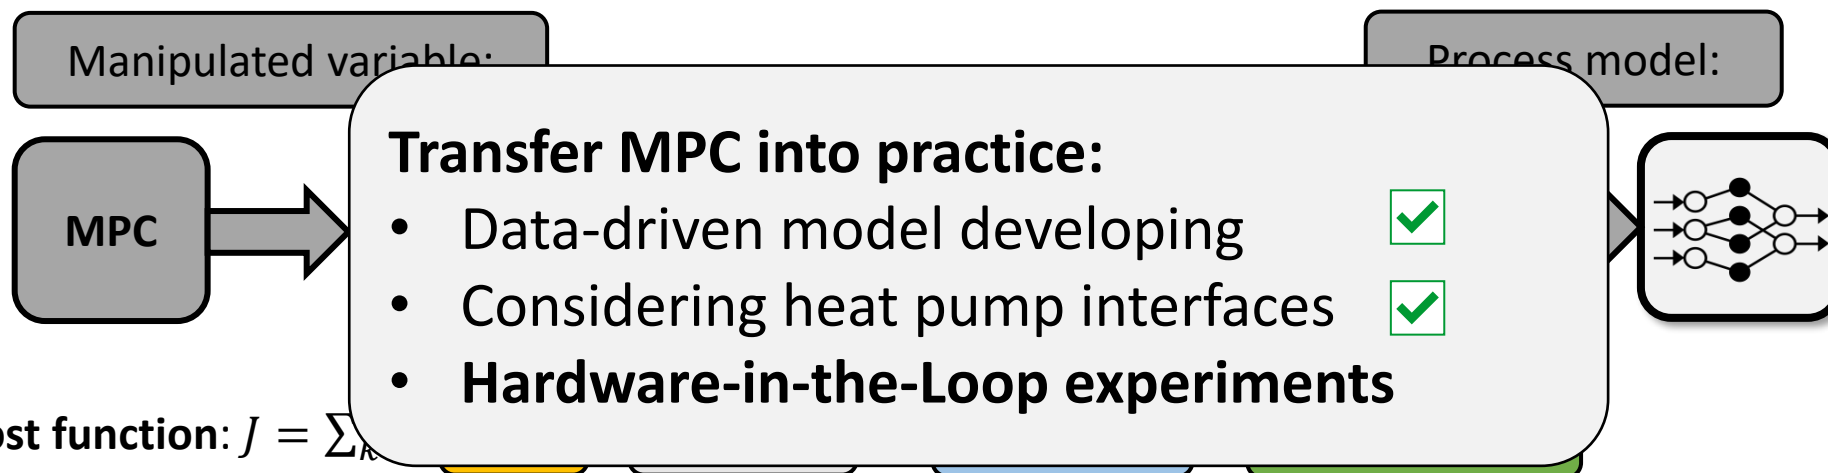 Manipulated variable:
Process model:
Transfer MPC into practice:
• Data-driven model developing
MPC
• Considering heat pump interfaces
• Hardware-in-the-Loop experiments
function: J = ∑k